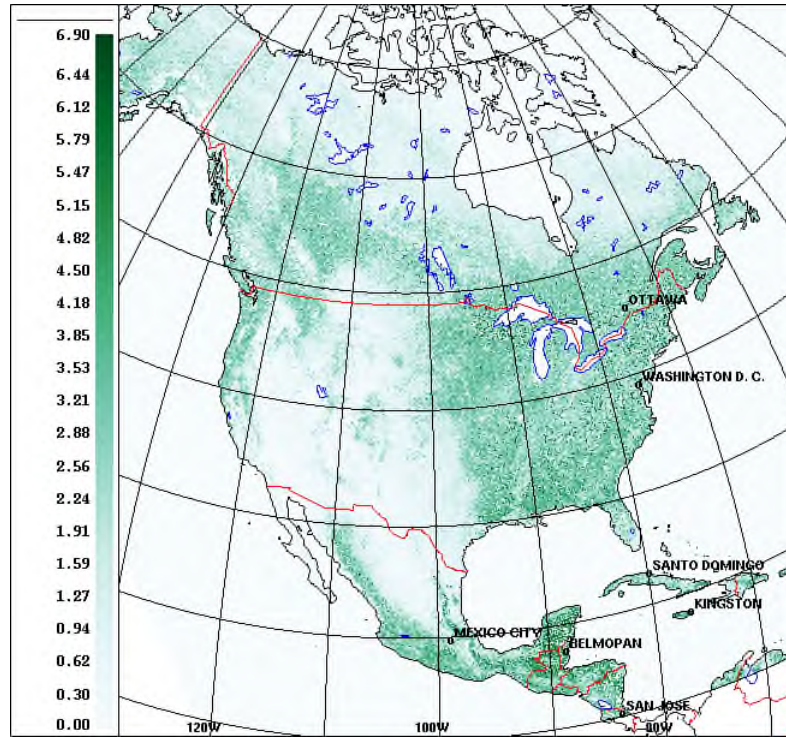 6.90
6.44
6.12
5.79
5.47
5.15
4.82
4.50
4.18
3.85
3.53
3.21
2.88
2.56
2.24
1.91
1.59
1.27
0.94
0.62
0.30
0.00
OTTAWA
WASHINGTON D. C.
SANTO DOMINGO
KINGSTON
MEXICO CITY
BELMOPAN
SAN JOSE
120W
100W
80W